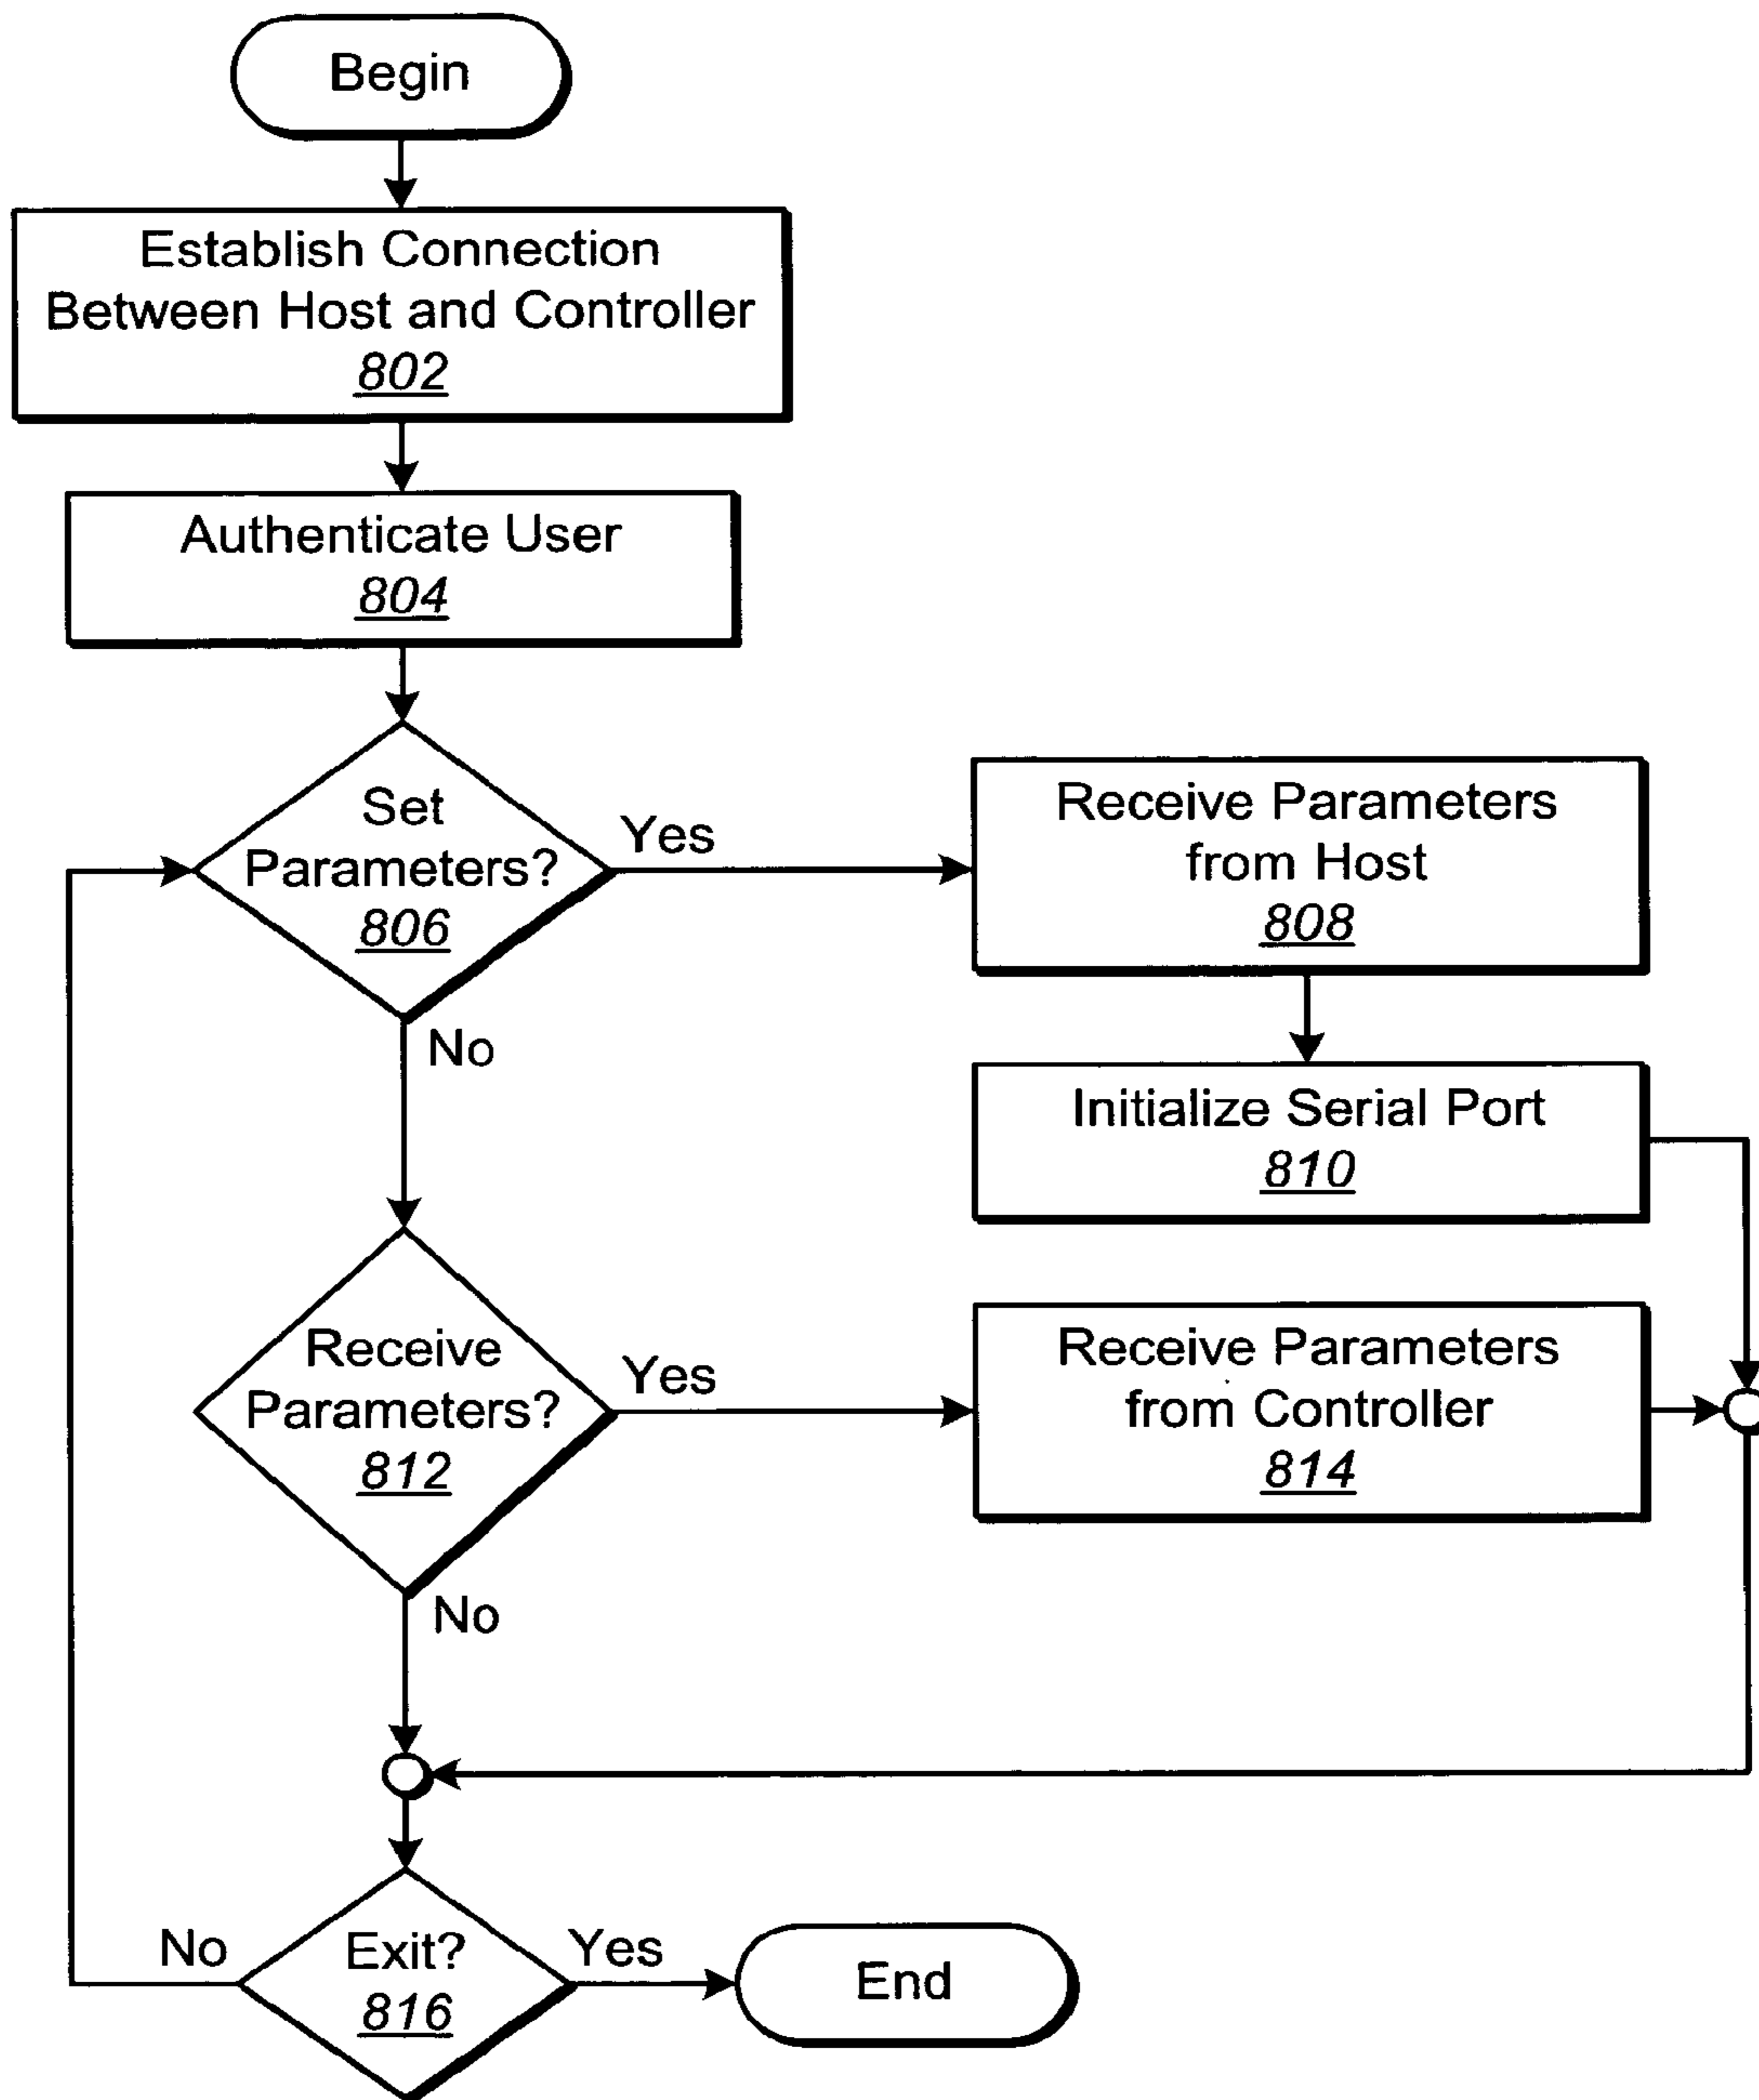 Begin
Establish Connection
Between Host and Controller
802
Authenticate User
804
Set
Parameters?
806
Yes
No
Receive Parameters
from Host
808
Initialize Serial Port
810
Receive
Parameters?
812
Yes
No
Receive Parameters
from Controller
814
Exit?
816
No
Yes
End